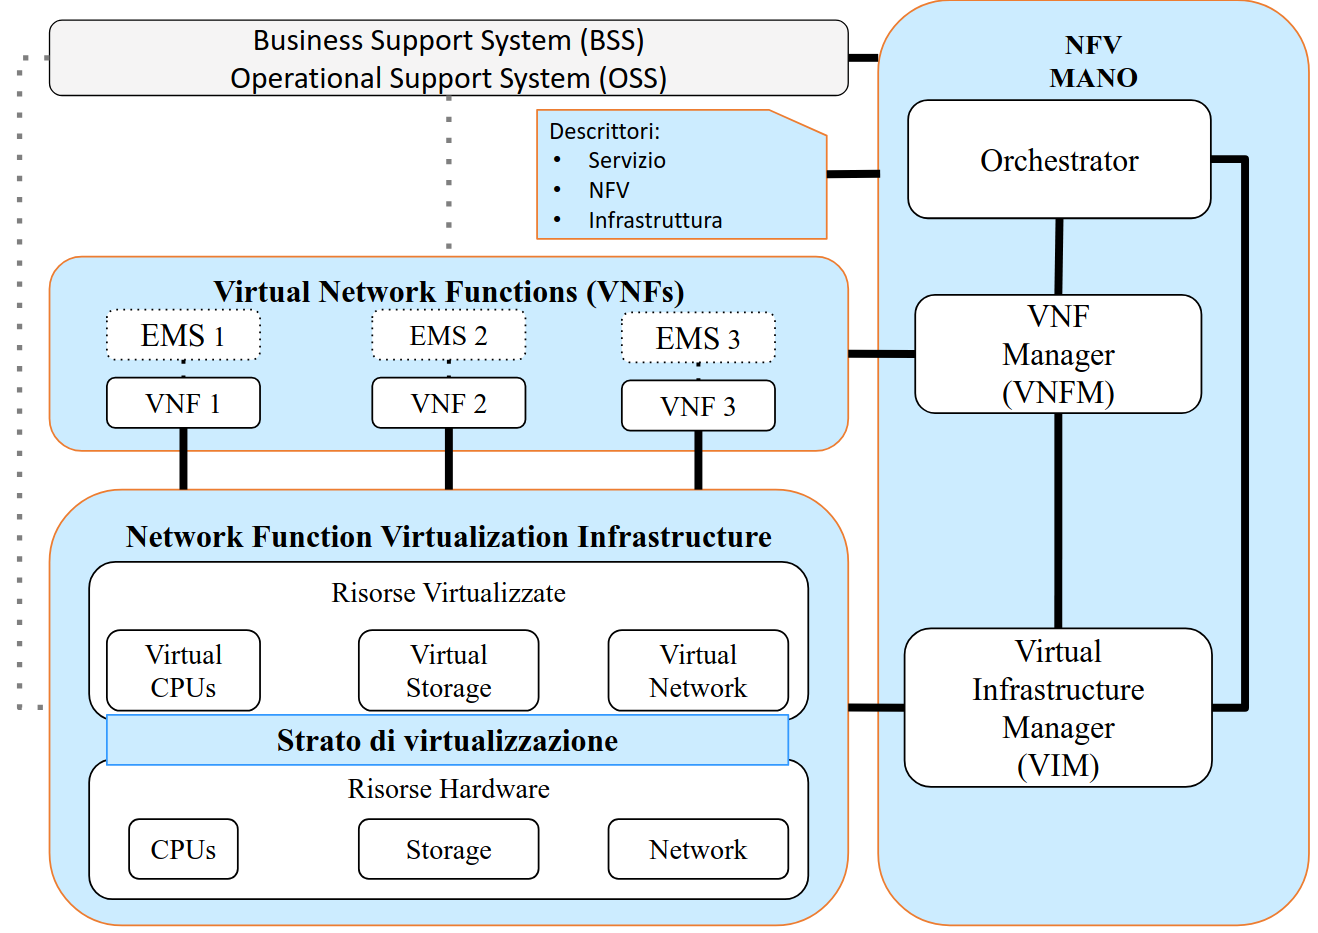 Business Support System (BSS)
Operational Support System (OSS)
NFV
MANO
Descrittori:
• Servizio
• NFV
• Infrastruttura
Orchestrator
Virtual Network Functions (VNFs)
EMS 1
EMS 2
EMS 3
VNF 1
VNF 2
VNF 3
VNF
Manager
(VNFM)
Network Function Virtualization Infrastructure
Risorse Virtualizzate
Virtual
CPUs
Virtual
Storage
Virtual
Network
Strato di virtualizzazione
Risorse Hardware
CPUs
Storage
Network
Virtual
Infrastructure
Manager
(VIM)